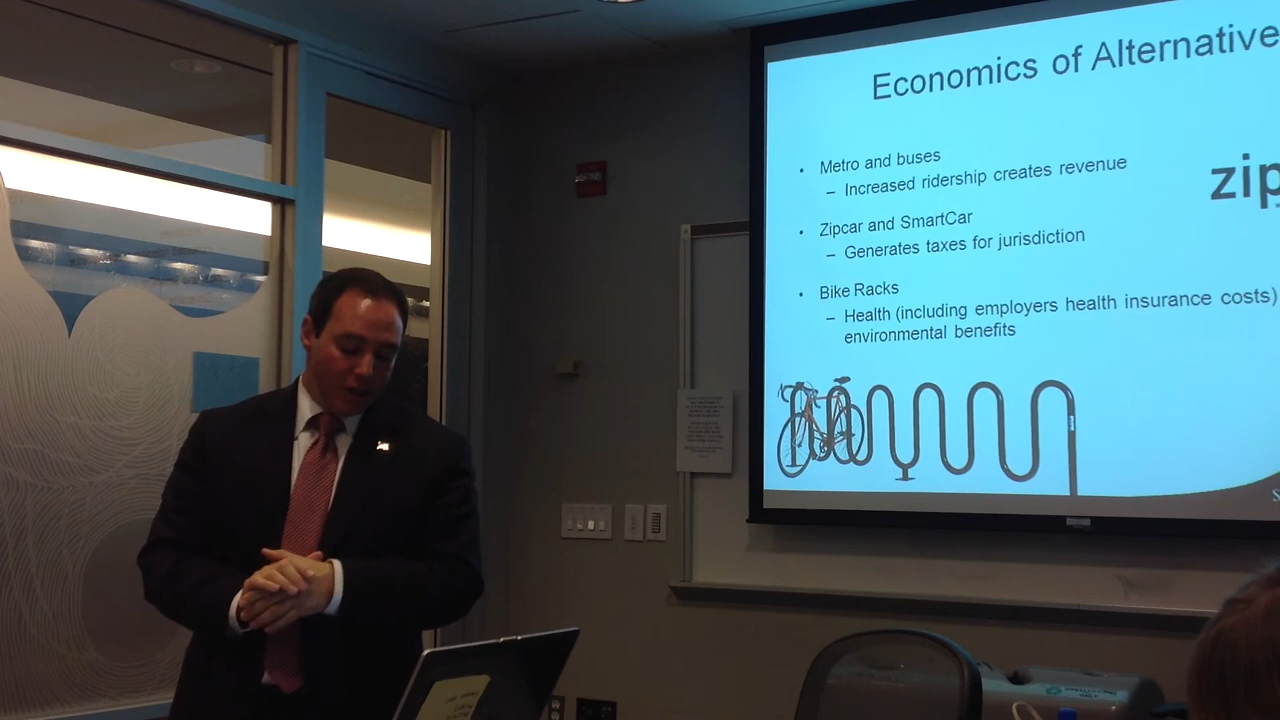 Economics of Alternative
• Metro and buses
– Increased ridership creates revenue
zip
• Zipcar and SmartCar
– Generates taxes for jurisdiction
• Bike Racks
– Health (including employers health insurance costs)
environmental benefits